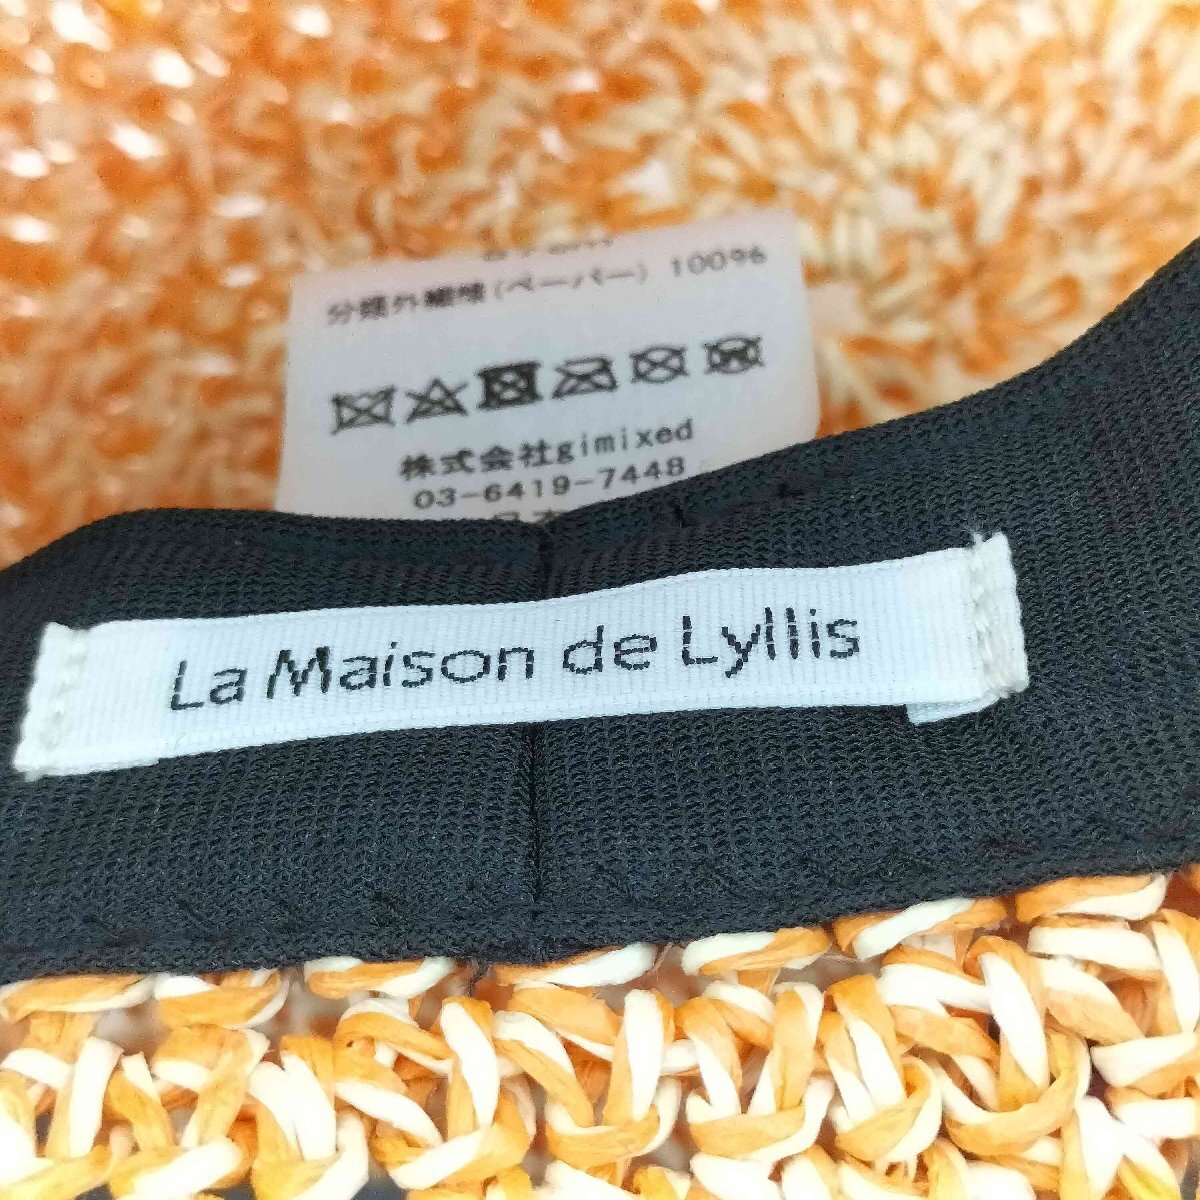 分類外繊維(ペーパー) 100%
株式会社gimixed
03-6419-7448
La Maison de Lyllis